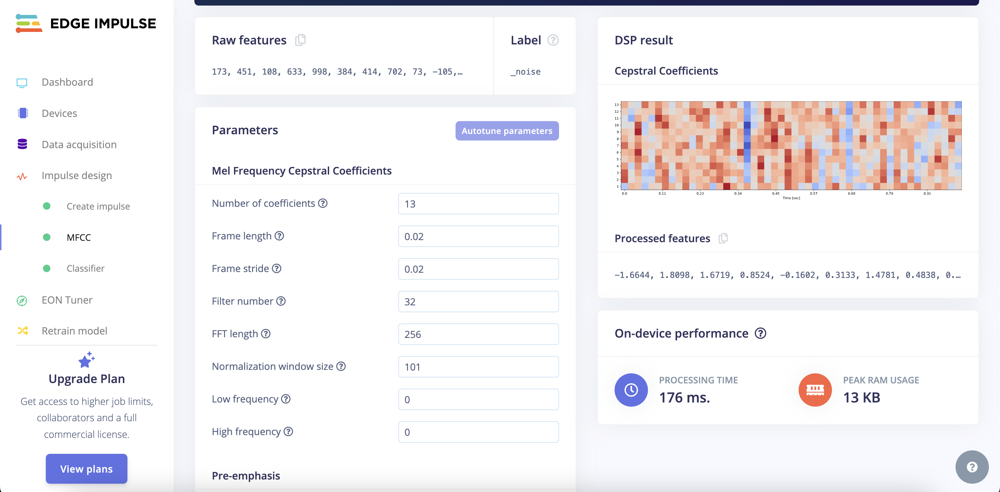 EDGE IMPULSE
Dashboard
Devices
Data acquisition
Impulse design
Create impulse
MFCC
Classifier
EON Tuner
Retrain model
Upgrade Plan
Get access to higher job limits,
collaborators and a full
commercial license.
View plans
Raw features
173, 451, 108, 633, 998, 384, 414, 702, 73, -105,…
Label ?
_noise
Parameters
Autotune parameters
Mel Frequency Cepstral Coefficients
Number of coefficients ? 13
Frame length ? 0.02
Frame stride ? 0.02
Filter number ? 32
FFT length ? 256
Normalization window size ? 101
Low frequency ? 0
High frequency ? 0
Pre-emphasis
DSP result
Cepstral Coefficients
13
12
11
10
9
8
7
6
5
4
3
2
1
0.0 0.11 0.23 0.34 0.45 0.57 0.68 0.79 0.91
Time [sec]
Processed features
-1.6644, 1.8098, 1.6719, 0.8524, -0.1602, 0.3133, 1.4781, 0.4838, 0.…
On-device performance ?
PROCESSING TIME
176 ms.
PEAK RAM USAGE
13 KB
?